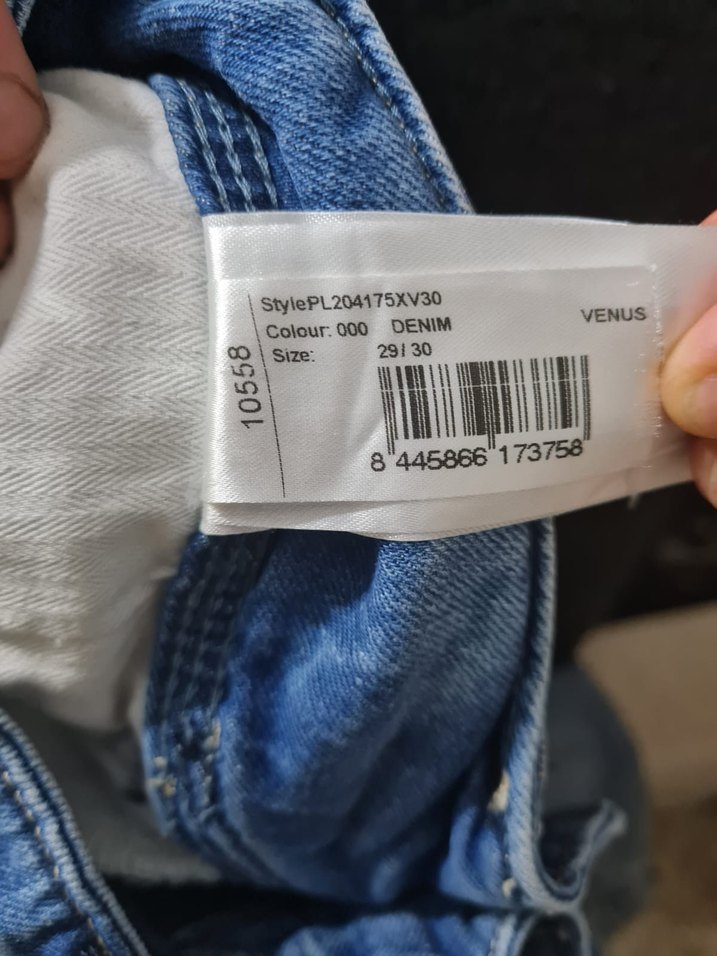 StylePL204175XV30
Colour: 000 DENIM
VENUS
Size: 29/30
8 445866 173758
10558